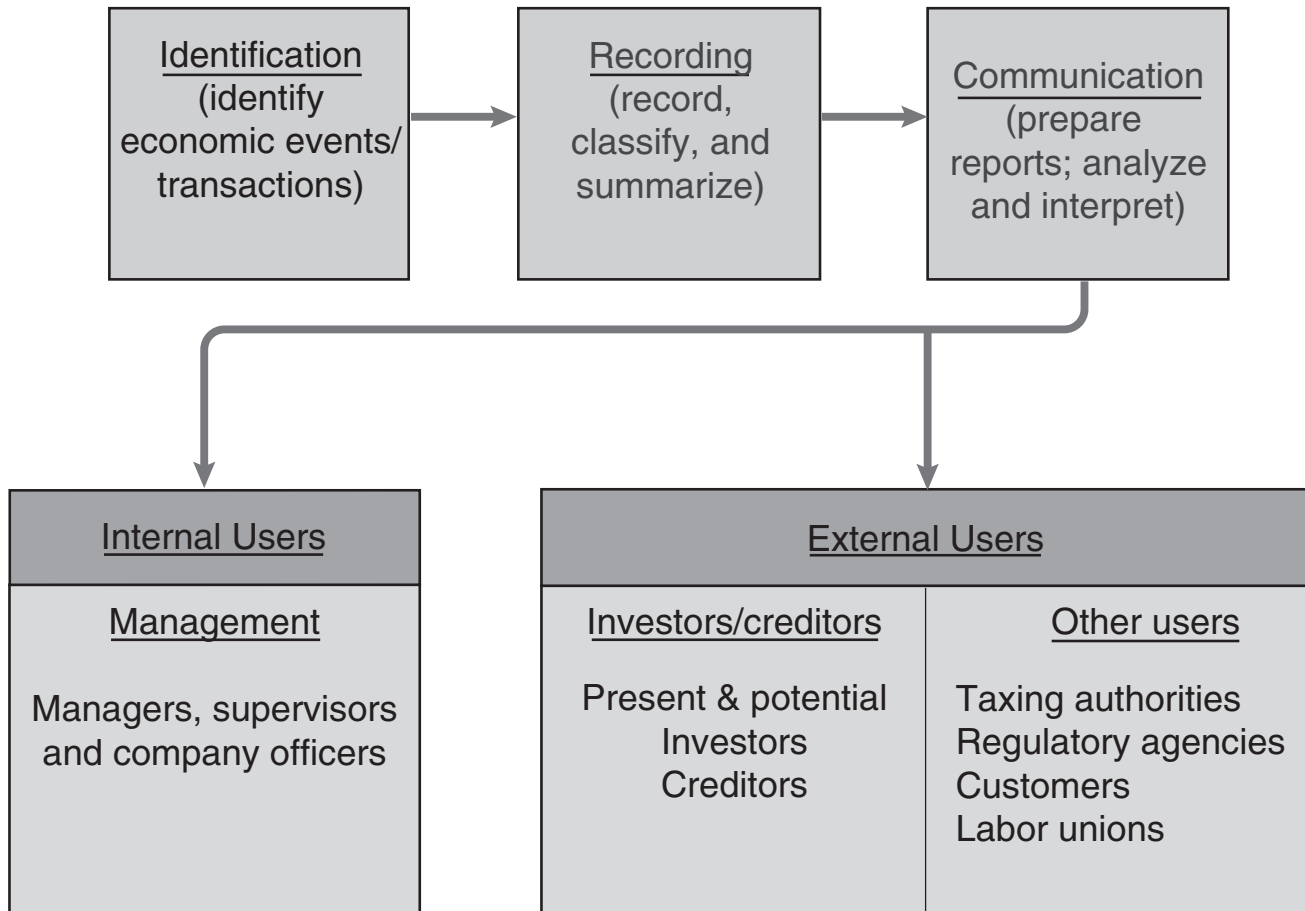 Identification
(identify
economic events/
transactions)
Recording
(record,
classify, and
summarize)
Communication
(prepare
reports; analyze
and interpret)
Internal Users
Management
Managers, supervisors
and company officers
External Users
Investors/creditors
Present & potential
Investors
Creditors
Other users
Taxing authorities
Regulatory agencies
Customers
Labor unions